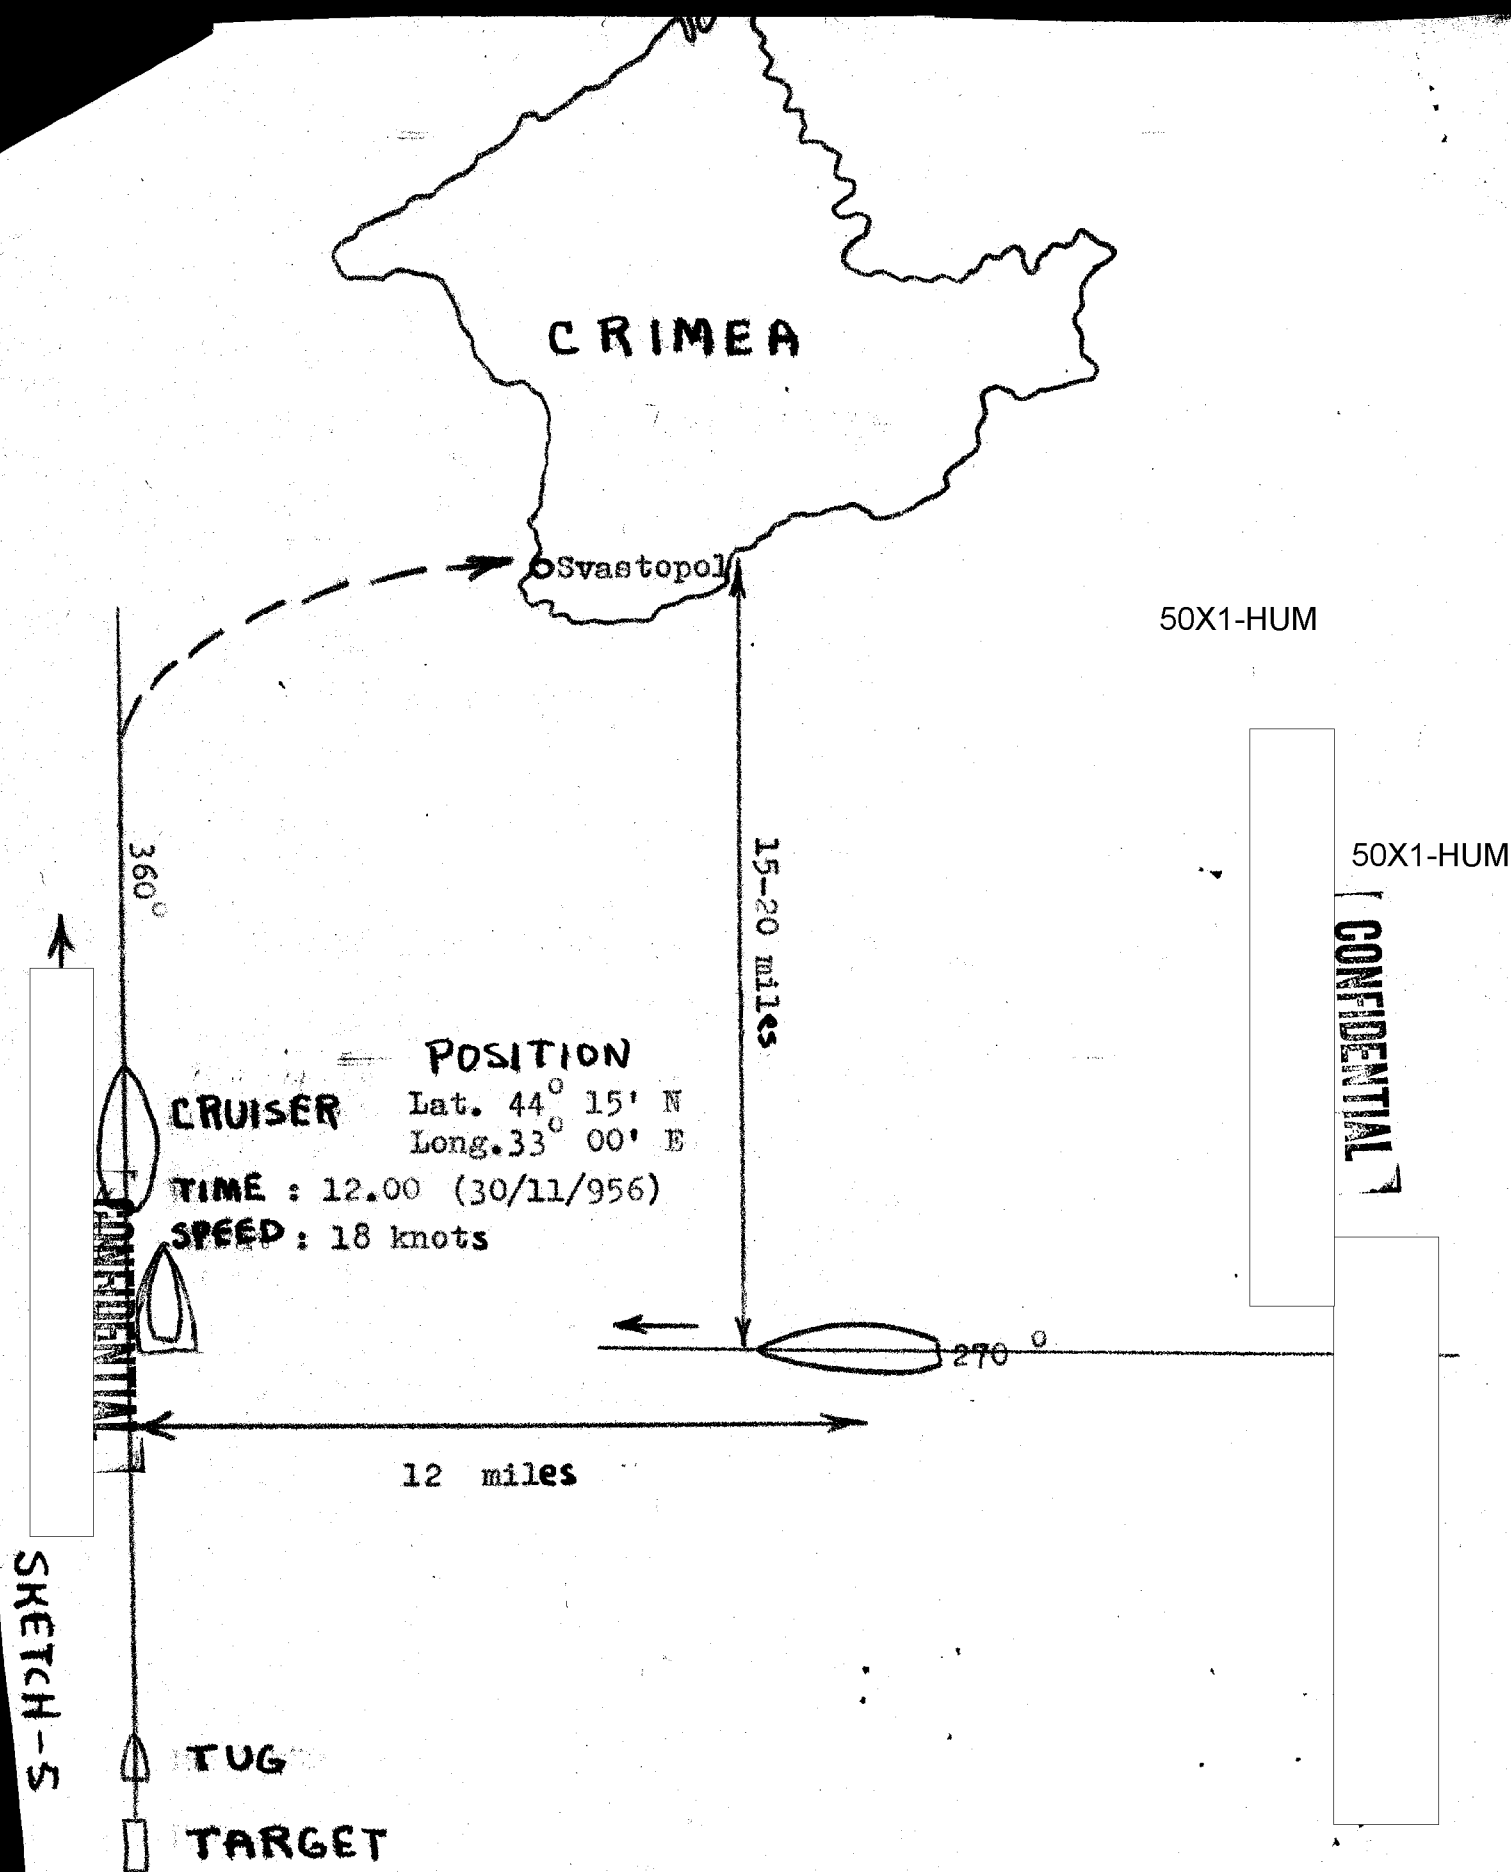 CRIMEA
Svastopol
50X1-HUM
360°
15-20 miles
50X1-HUM
CONFIDENTIAL
POSITION
CRUISER
Lat. 44° 15' N
Long.33° 00' E
TIME : 12.00 (30/11/956)
SPEED : 18 knots
CONFIDENTIAL
270 °
12 miles
SKETCH-5
TUG
TARGET